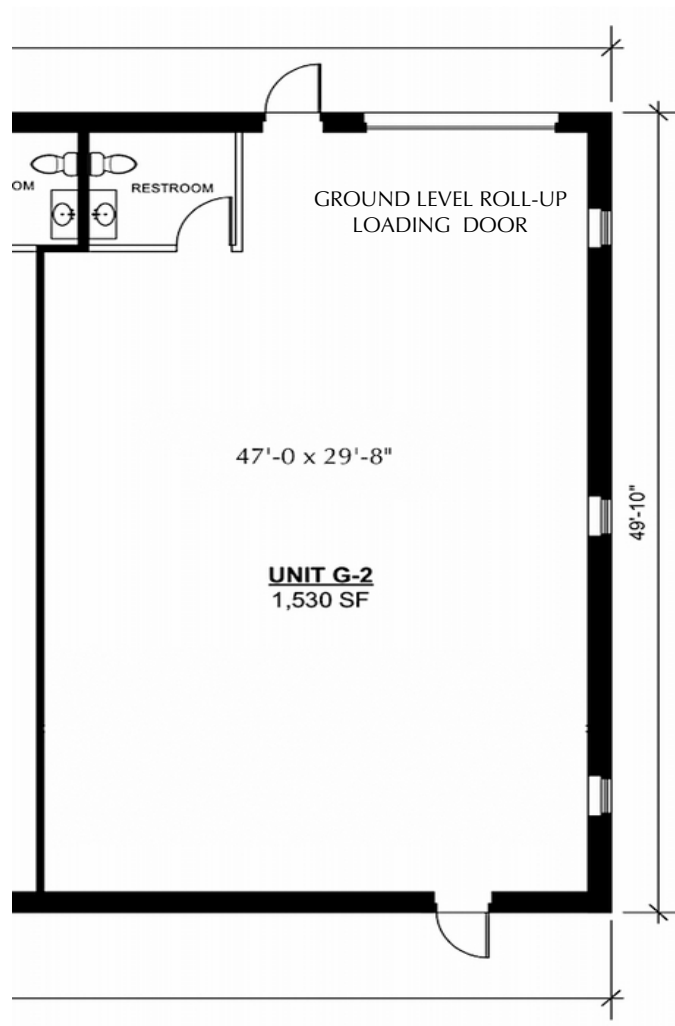 OM
RESTROOM
GROUND LEVEL ROLL-UP
LOADING DOOR
47'-0 x 29'-8"
49'-10"
UNIT G-2
1,530 SF